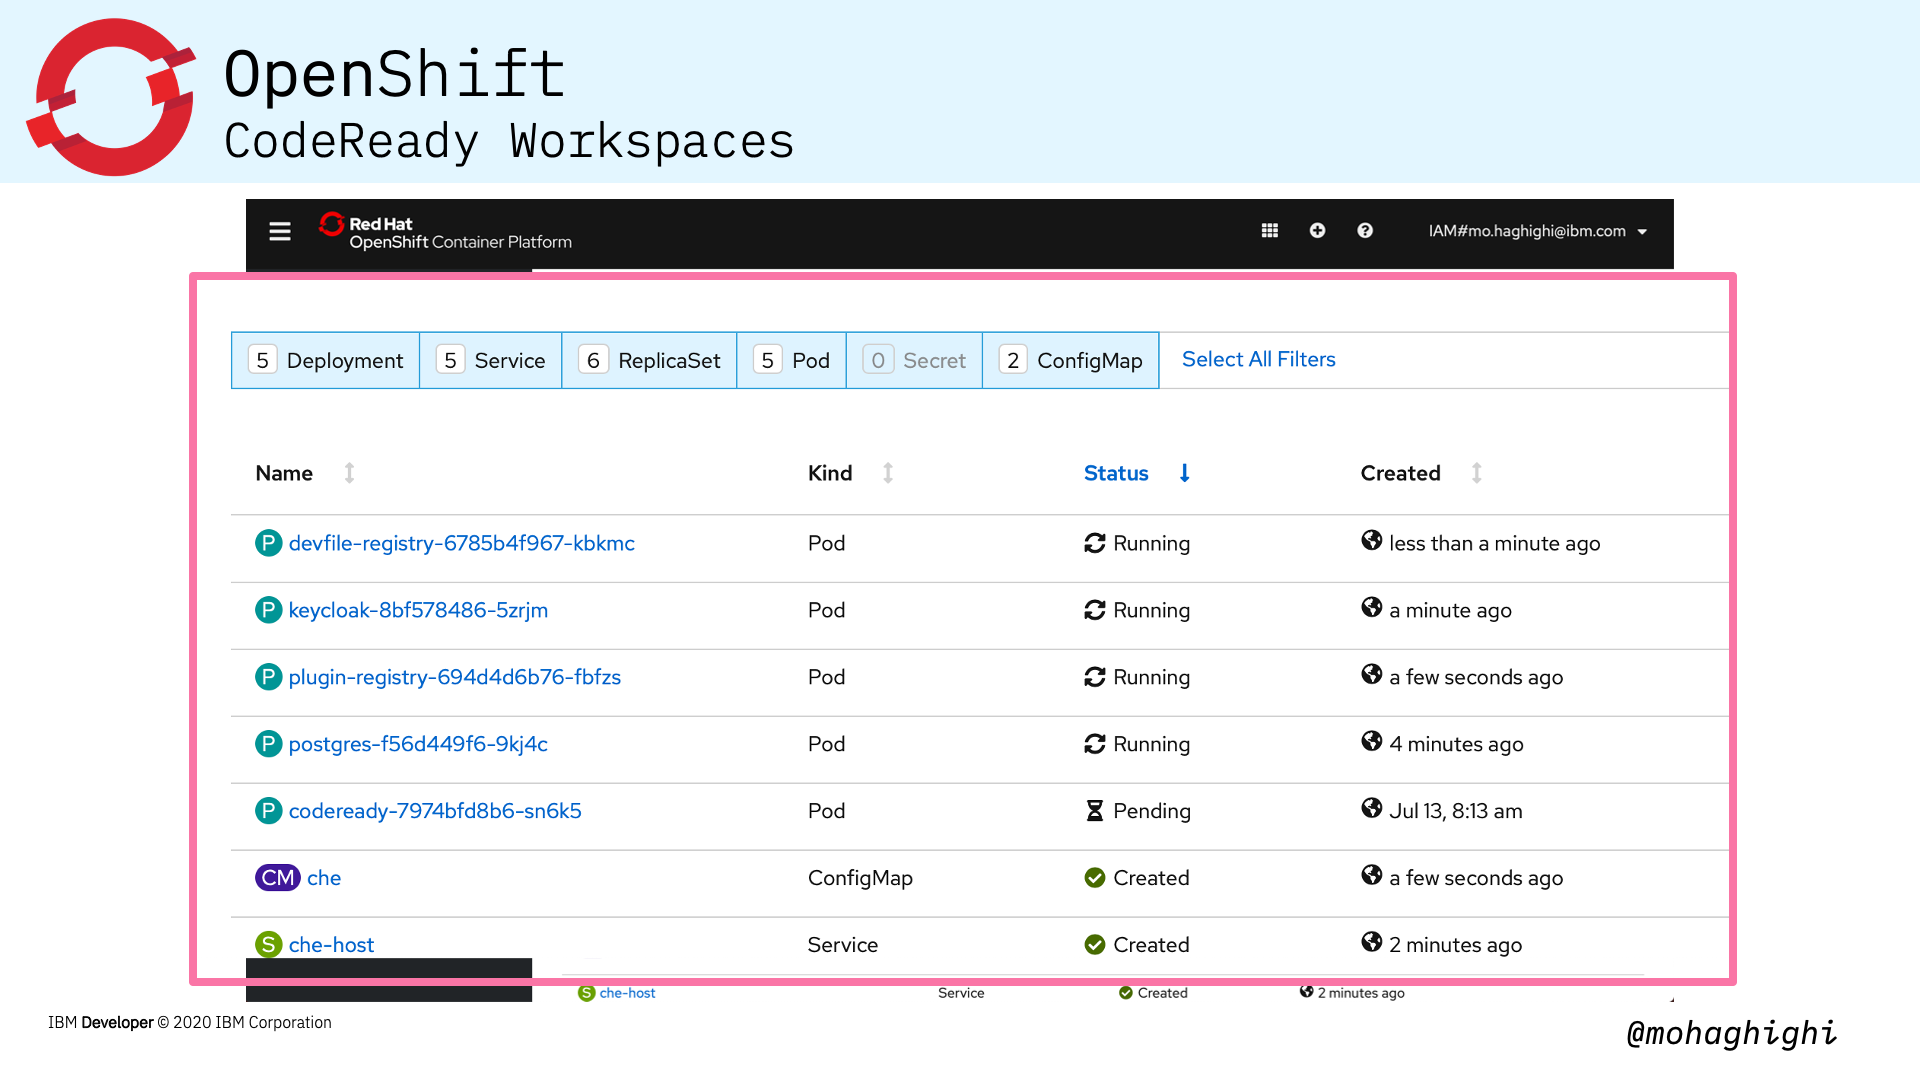 OpenShift
CodeReady Workspaces
Red Hat
OpenShift Container Platform
IAM#mo.haghighi@ibm.com
5 Deployment 5 Service 6 ReplicaSet 5 Pod 0 Secret 2 ConfigMap Select All Filters
Name Kind Status Created
P devfile-registry-6785b4f967-kbkmc Pod Running less than a minute ago
P keycloak-8bf578486-5zrjm Pod Running a minute ago
P plugin-registry-694d4d6b76-fbfzs Pod Running a few seconds ago
P postgres-f56d449f6-9kj4c Pod Running 4 minutes ago
P codeready-7974bfd8b6-sn6k5 Pod Pending Jul 13, 8:13 am
CM che ConfigMap Created a few seconds ago
S che-host Service Created 2 minutes ago
S che-host Service Created 2 minutes ago
IBM Developer © 2020 IBM Corporation
@mohaghighi